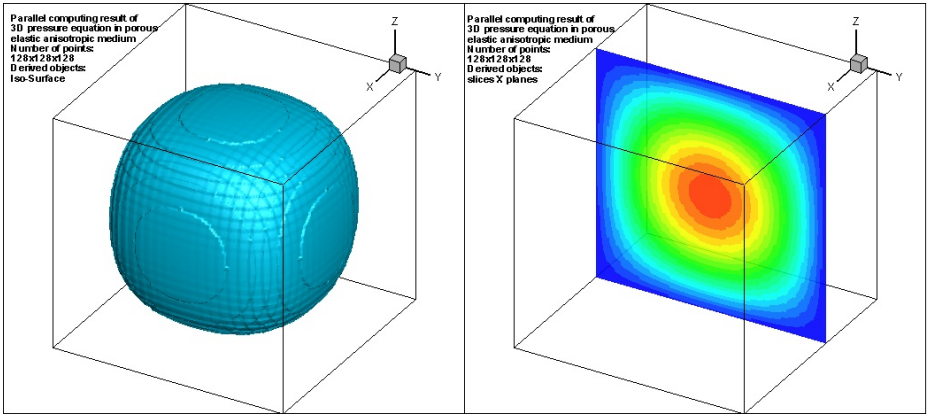 Parallel computing result of
3D pressure equation in porous
elastic anisotropic medium
Number of points:
128x128x128
Derived objects:
Iso-Surface
Z
X
Y
Parallel computing result of
3D pressure equation in porous
elastic anisotropic medium
Number of points:
128x128x128
Derived objects:
slices X planes
Z
X
Y